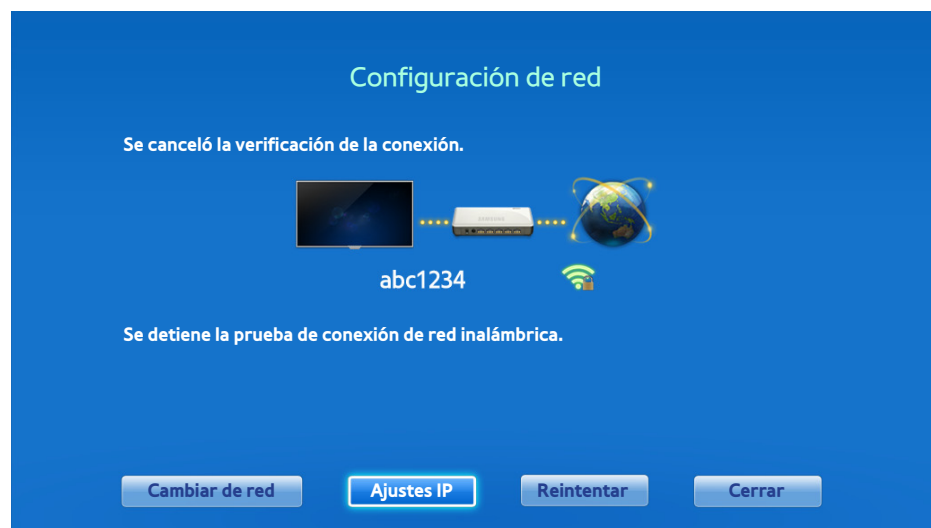 Configuración de red
Se canceló la verificación de la conexión.
abc1234
Se detiene la prueba de conexión de red inalámbrica.
Cambiar de red
Ajustes IP
Reintentar
Cerrar